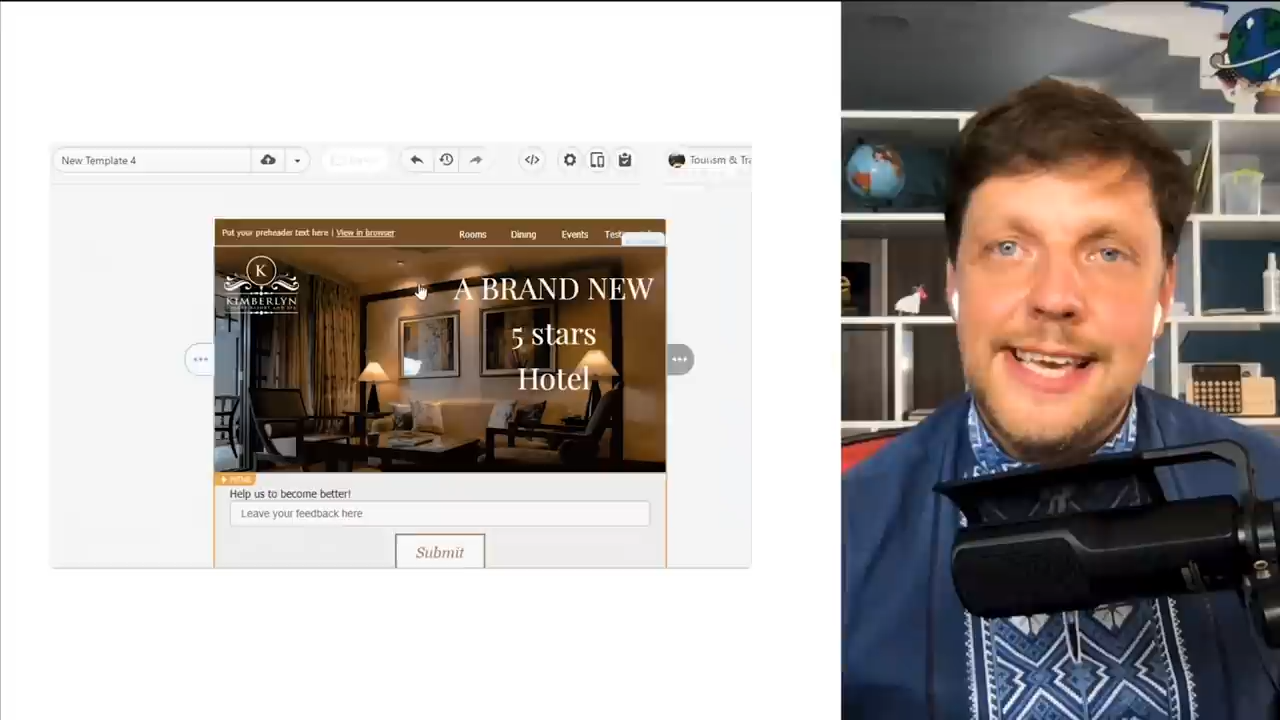 New Template 4
Tourism & Tra
Put your preheader text here | View in browser
Rooms
Dining
Events
K
KIMBERLYN
A BRAND NEW
5 stars
Hotel
Help us to become better!
Leave your feedback here
Submit